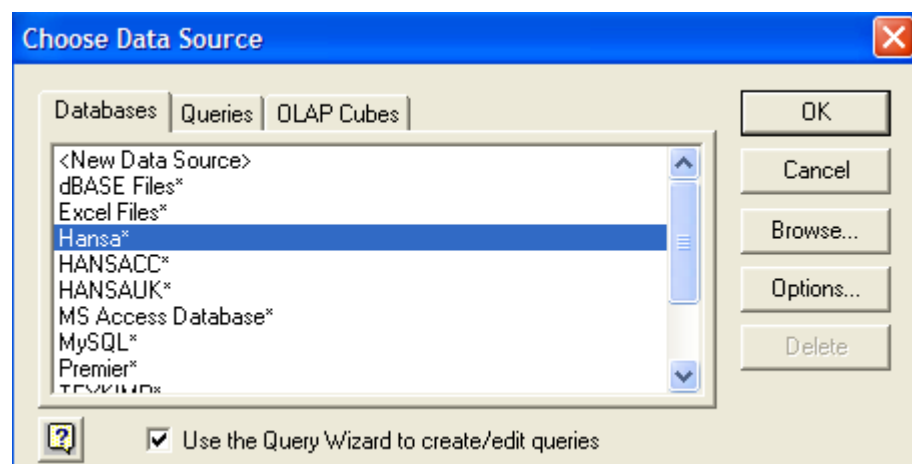 Choose Data Source
Databases Queries OLAP Cubes
<New Data Source>
dBASE Files*
Excel Files*
Hansa*
HANSACC*
HANSAUK*
MS Access Database*
MySQL*
Premier*
OK
Cancel
Browse...
Options...
Delete
Use the Query Wizard to create/edit queries